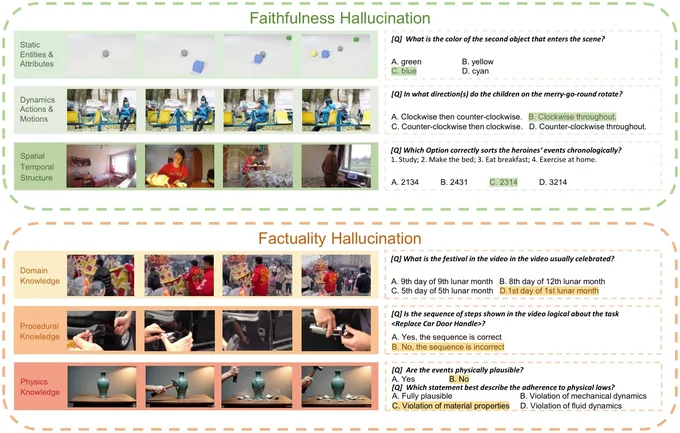 Faithfulness Hallucination
Static
Entities &
Attributes
[Q] What is the color of the second object that enters the scene?
A. green B. yellow
C. blue D. cyan
Dynamics
Actions &
Motions
[Q] In what direction(s) do the children on the merry-go-round rotate?
A. Clockwise then counter-clockwise. B. Clockwise throughout.
C. Counter-clockwise then clockwise. D. Counter-clockwise throughout.
Spatial
Temporal
Structure
[Q] Which Option correctly sorts the heroines' events chronologically?
1. Study; 2. Make the bed; 3. Eat breakfast; 4. Exercise at home.
A. 2134 B. 2431 C. 2314 D. 3214
Factuality Hallucination
Domain
Knowledge
[Q] What is the festival in the video in the video usually celebrated?
A. 9th day of 9th lunar month B. 8th day of 12th lunar month
C. 5th day of 5th lunar month D.1st day of 1st lunar month
Procedural
Knowledge
[Q] Is the sequence of steps shown in the video logical about the task
<Replace Car Door Handle>?
A. Yes, the sequence is correct
B. No, the sequence is incorrect
Physics
Knowledge
[Q] Are the events physically plausible?
A. Yes B. No
[Q] Which statement best describe the adherence to physical laws?
A. Fully plausible B. Violation of mechanical dynamics
C. Violation of material properties D. Violation of fluid dynamics